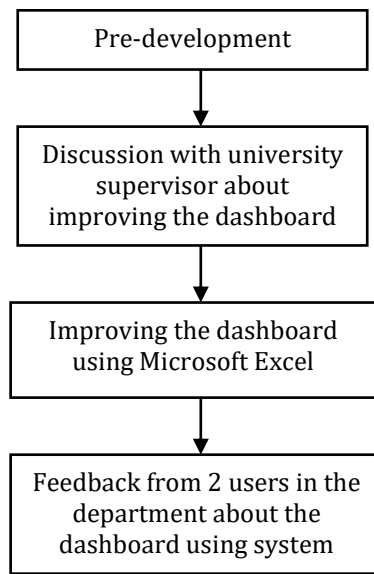 Pre-development
Discussion with university
supervisor about
improving the dashboard
Improving the dashboard
using Microsoft Excel
Feedback from 2 users in the
department about the
dashboard using system